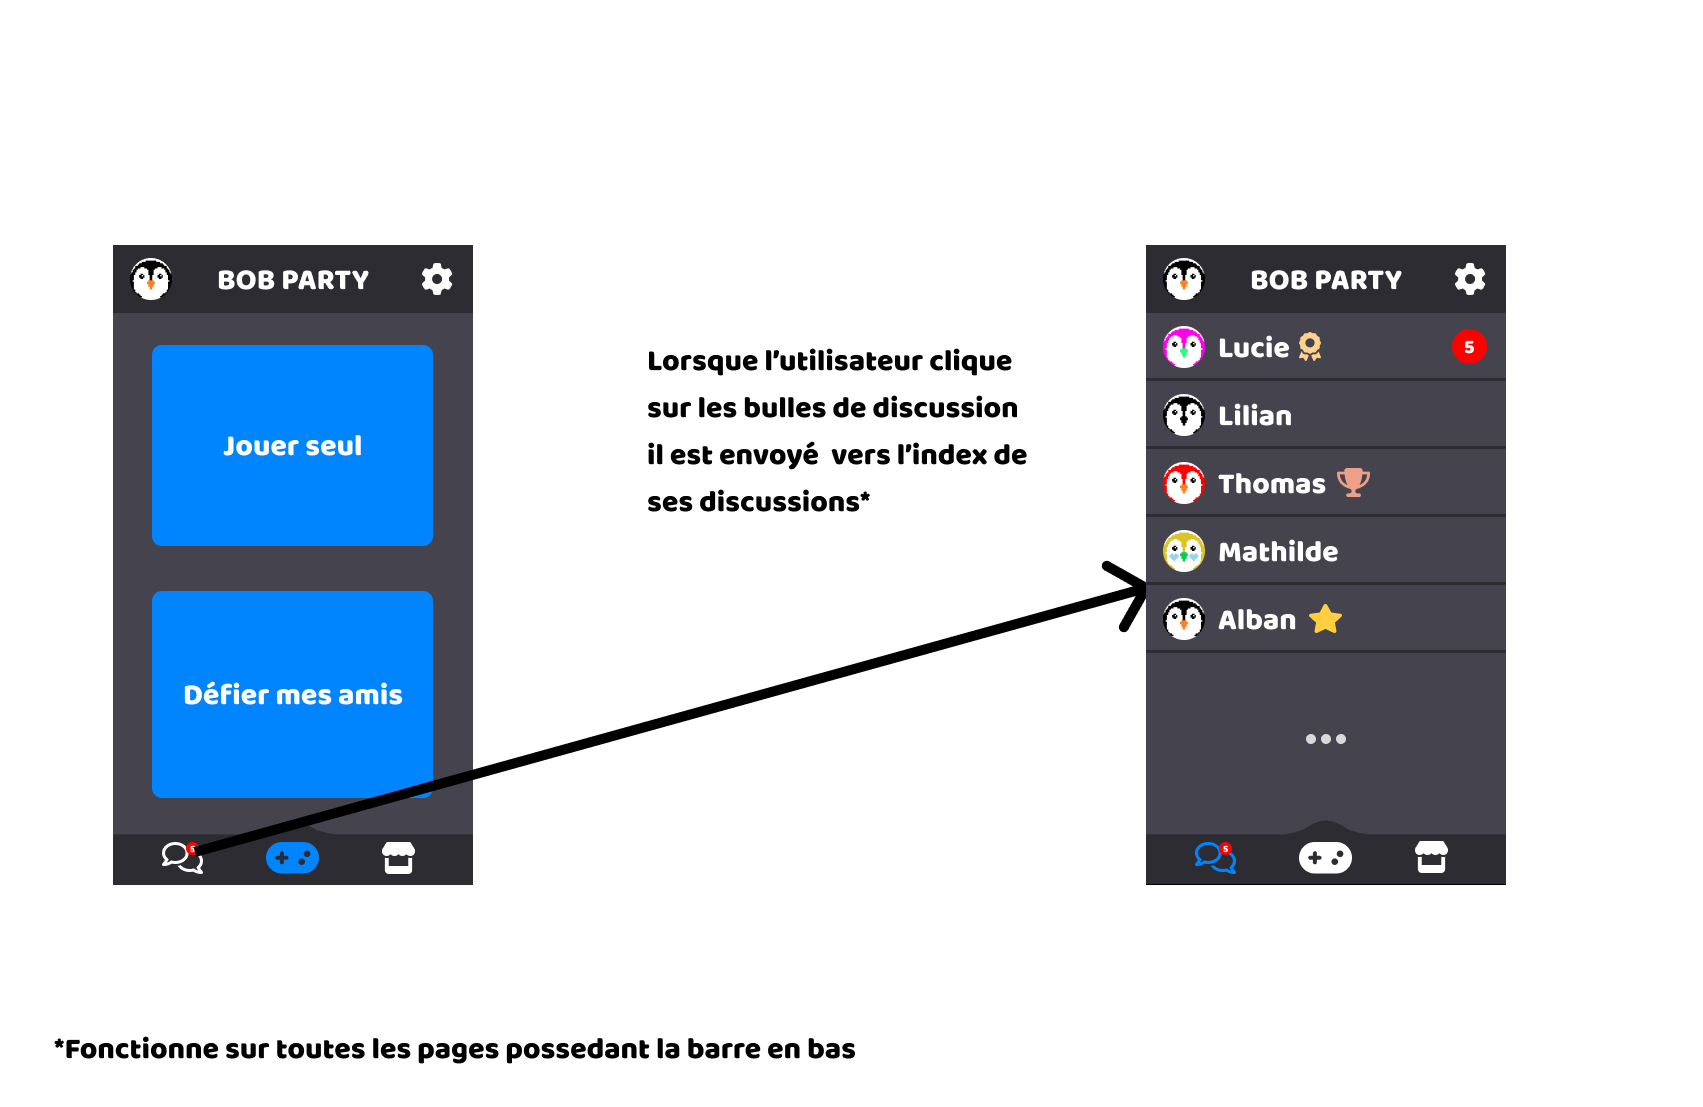 BOB PARTY
Jouer seul
Défier mes amis
5
Lorsque l'utilisateur clique
sur les bulles de discussion
il est envoyé  vers l'index de
ses discussions*
BOB PARTY
Lucie
5
Lilian
Thomas
Mathilde
Alban
5
*Fonctionne sur toutes les pages possedant la barre en bas